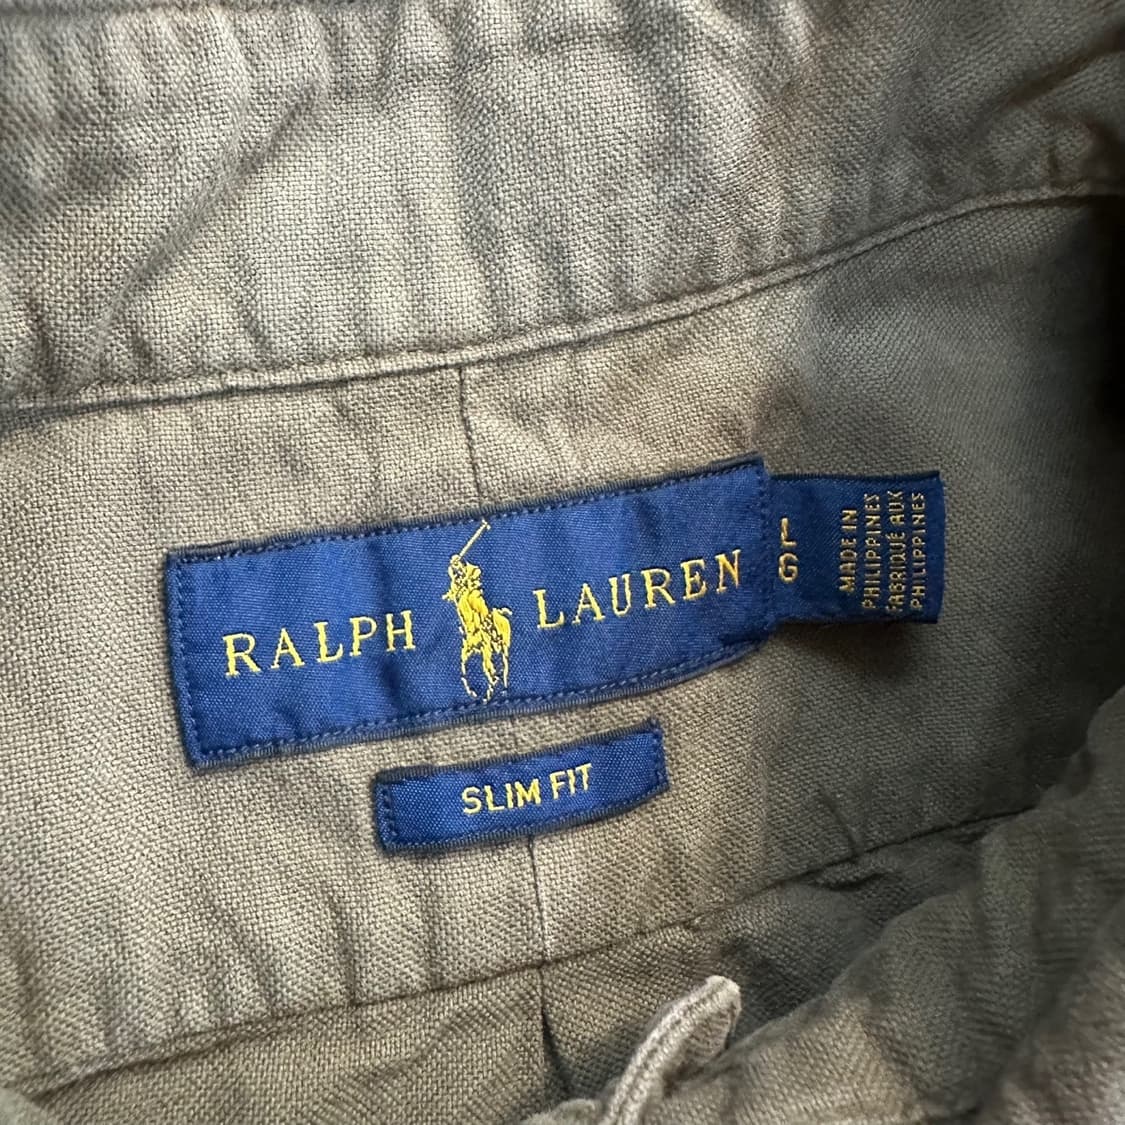 RALPH LAUREN
L
G
MADE IN
PHILIPPINES
FABRIQUÉ AUX
PHILIPPINES
SLIM FIT